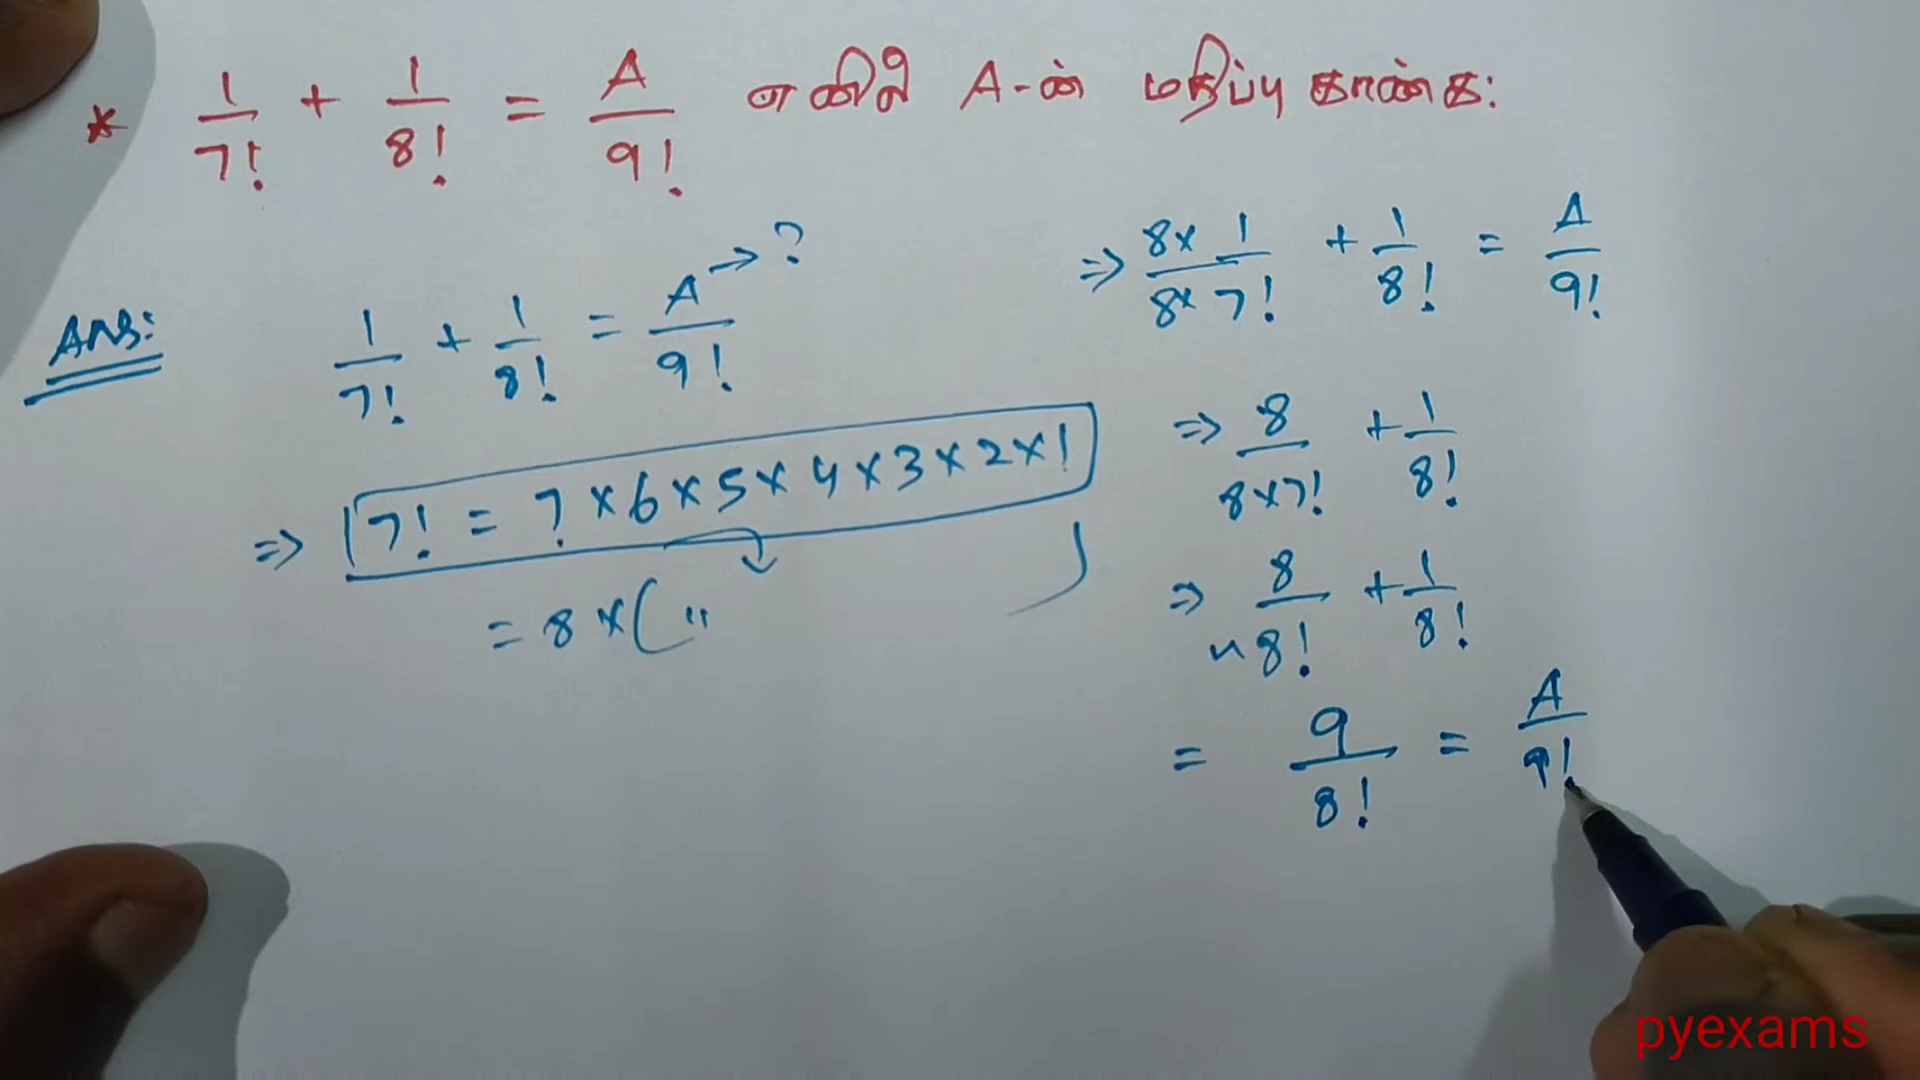 * 1/7! + 1/8! = A/9! எனில் A-ன் மதிப்பு காண்க:
Ans:
1/7! + 1/8! = A/9! → ?
⇒ 7! = 7 × 6 × 5 × 4 × 3 × 2 × 1
= 8 × ( "
⇒ 8× 1/8× 7! + 1/8! = A/9!
⇒ 8/8×7! + 1/8!
⇒ 8/8! + 1/8!
= 9/8! = A/9!
pyexams